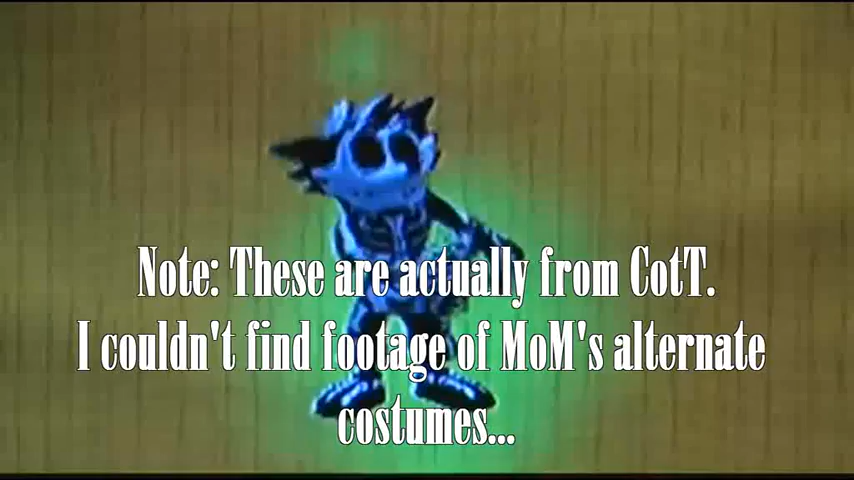 Note: These are actually from CotT.
I couldn't find footage of MoM's alternate
costumes...